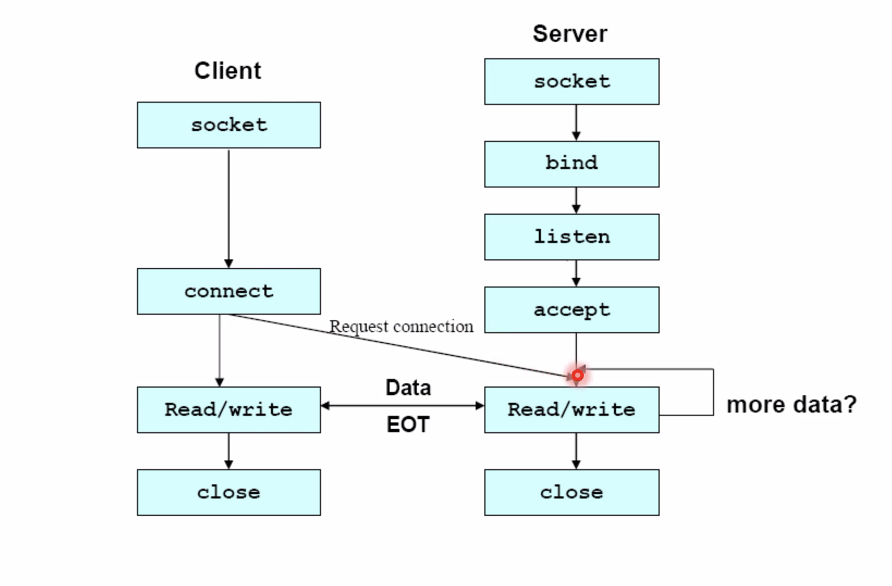 Client
Server
socket
socket
bind
listen
connect
accept
Request connection
Read/write
Data
EOT
Read/write
more data?
close
close